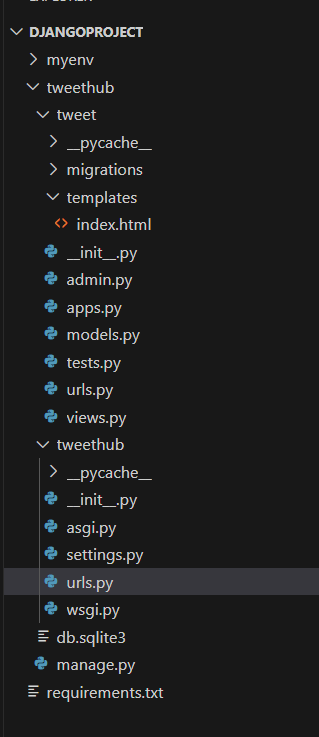 DJANGOPROJECT
myenv
tweethub
tweet
__pycache__
migrations
templates
index.html
__init__.py
admin.py
apps.py
models.py
tests.py
urls.py
views.py
tweethub
__pycache__
__init__.py
asgi.py
settings.py
urls.py
wsgi.py
db.sqlite3
manage.py
requirements.txt